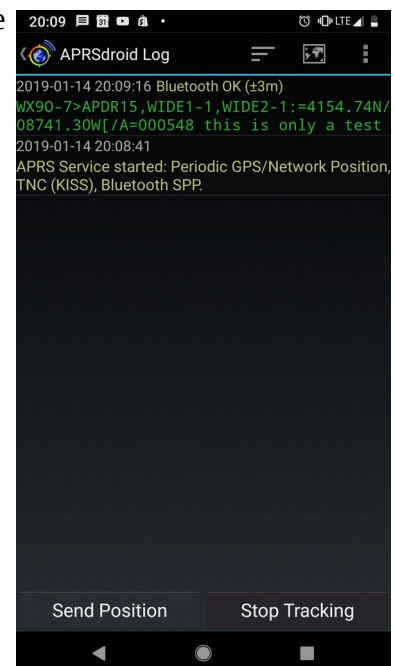 e
20:09 31 LTE
APRSdroid Log
2019-01-14 20:09:16 Bluetooth OK (±3m)
WX9O-7>APDR15,WIDE1-1,WIDE2-1:=4154.74N/
08741.30W[/A=000548 this is only a test
2019-01-14 20:08:41
APRS Service started: Periodic GPS/Network Position,
TNC (KISS), Bluetooth SPP.
Send Position Stop Tracking